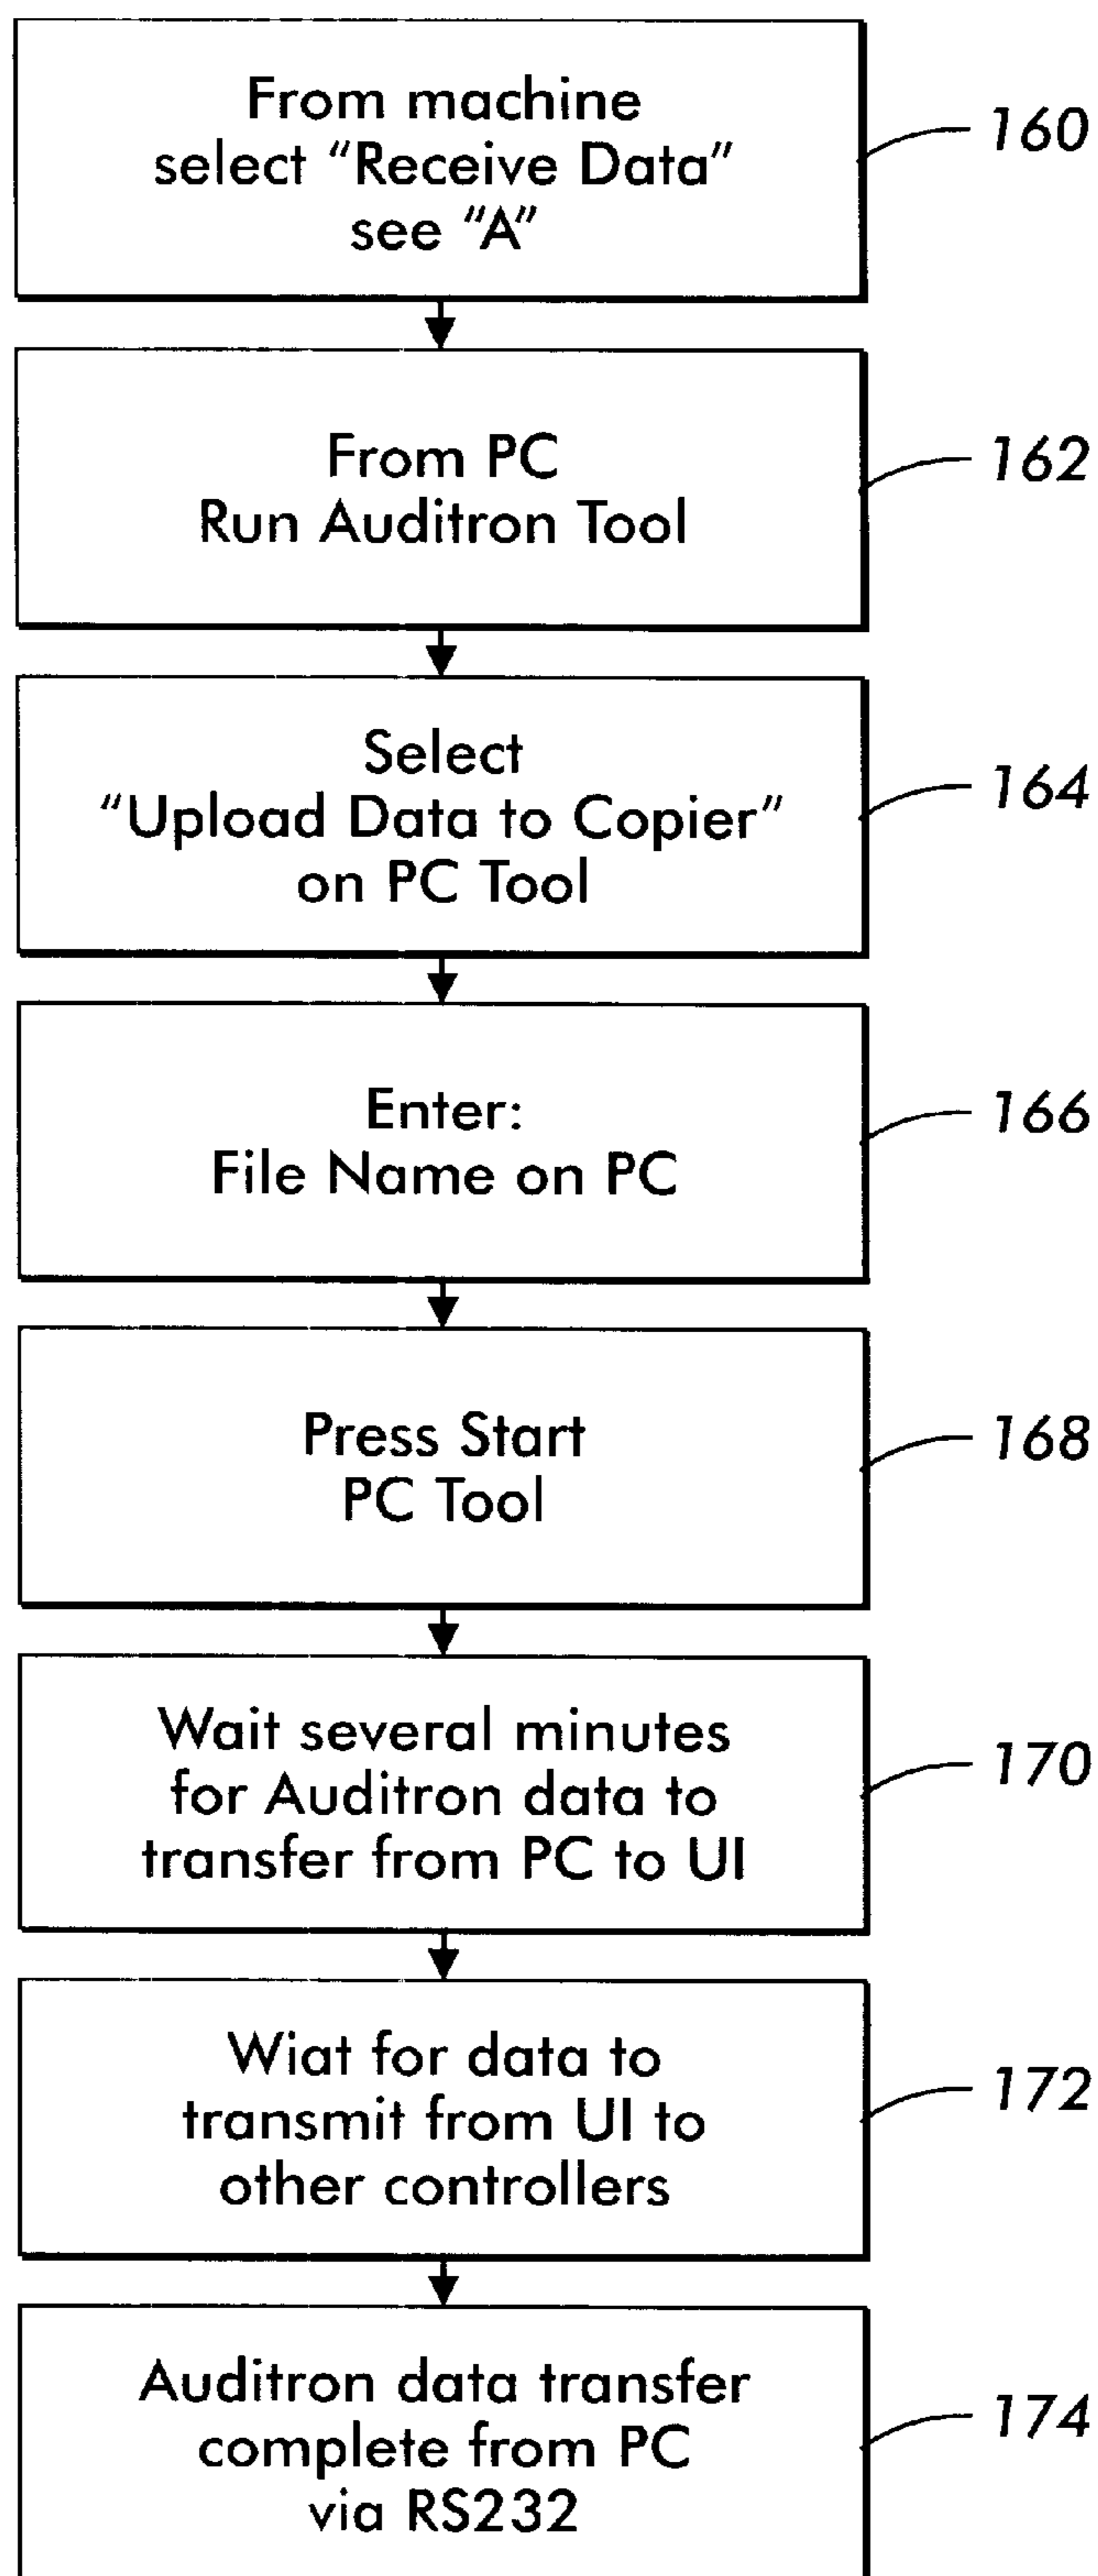 From machine
select "Receive Data"
see "A"
160
From PC
Run Auditron Tool
162
Select
"Upload Data to Copier"
on PC Tool
164
Enter:
File Name on PC
166
Press Start
PC Tool
168
Wait several minutes
for Auditron data to
transfer from PC to UI
170
Wiat for data to
transmit from UI to
other controllers
172
Auditron data transfer
complete from PC
via RS232
174